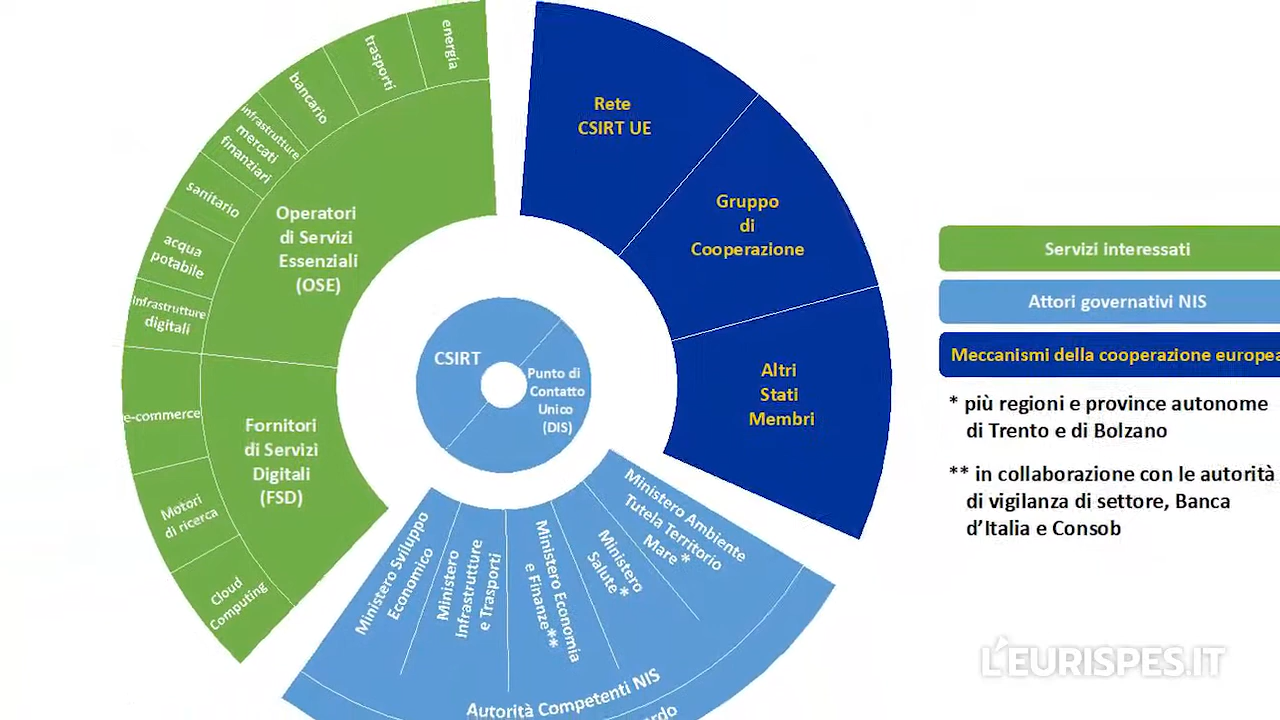 energia
trasporti
bancario
infrastrutture
mercati
finanziari
sanitario
acqua
potabile
infrastrutture
digitali
e-commerce
Motori
di ricerca
Cloud
Computing
Operatori
di Servizi
Essenziali
(OSE)
Fornitori
di Servizi
Digitali
(FSD)
Rete
CSIRT UE
Gruppo
di
Cooperazione
Altri
Stati
Membri
CSIRT
Punto di
Contatto
Unico
(DIS)
Ministero Sviluppo
Economico
Ministero
Infrastrutture
e Trasporti
Ministero Economia
e Finanze**
Ministero
Salute*
Ministero Ambiente
Tutela Territorio
Mare*
Autorità Competenti NIS
Servizi interessati
Attori governativi NIS
Meccanismi della cooperazione europea
* più regioni e province autonome
di Trento e di Bolzano
** in collaborazione con le autorità
di vigilanza di settore, Banca
d'Italia e Consob
L'EURISPES.IT